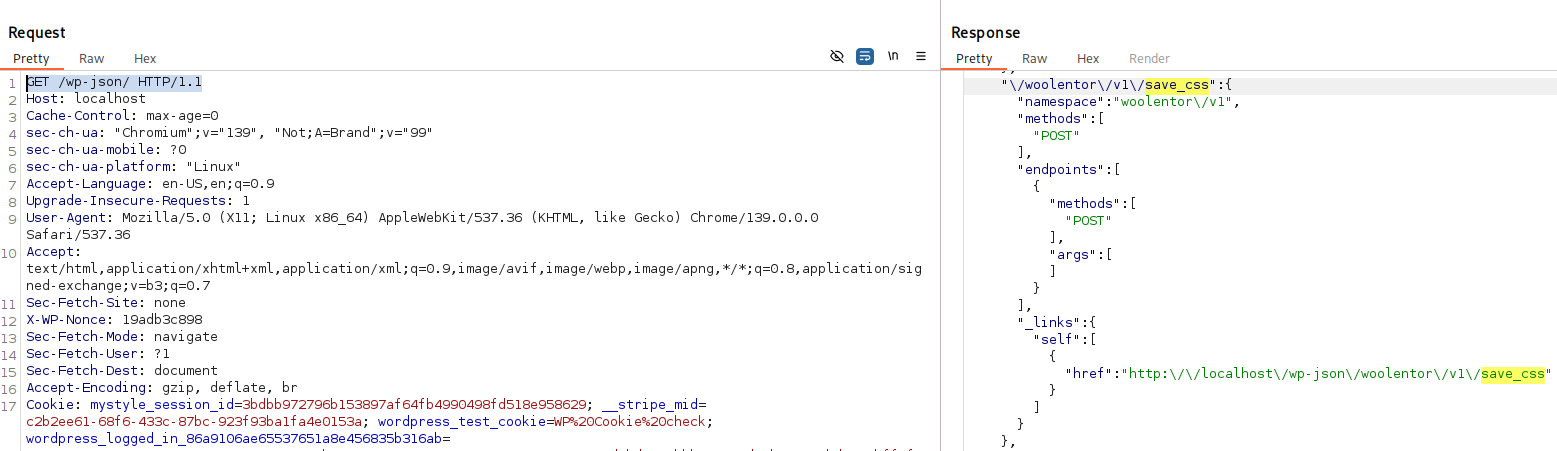 Request
Pretty Raw Hex
\n
1 GET /wp-json/ HTTP/1.1
2 Host: localhost
3 Cache-Control: max-age=0
4 sec-ch-ua: "Chromium";v="139", "Not;A=Brand";v="99"
5 sec-ch-ua-mobile: ?0
6 sec-ch-ua-platform: "Linux"
7 Accept-Language: en-US,en;q=0.9
8 Upgrade-Insecure-Requests: 1
9 User-Agent: Mozilla/5.0 (X11; Linux x86_64) AppleWebKit/537.36 (KHTML, like Gecko) Chrome/139.0.0.0
Safari/537.36
10 Accept:
text/html,application/xhtml+xml,application/xml;q=0.9,image/avif,image/webp,image/apng,*/*;q=0.8,application/sig
ned-exchange;v=b3;q=0.7
11 Sec-Fetch-Site: none
12 X-WP-Nonce: 19adb3c898
13 Sec-Fetch-Mode: navigate
14 Sec-Fetch-User: ?1
15 Sec-Fetch-Dest: document
16 Accept-Encoding: gzip, deflate, br
17 Cookie: mystyle_session_id=3bdbb972796b153897af64fb4990498fd518e958629; __stripe_mid=
c2b2ee61-68f6-433c-87bc-923f93ba1fa4e0153a; wordpress_test_cookie=WP%20Cookie%20check;
wordpress_logged_in_86a9106ae65537651a8e456835b316ab=
Response
Pretty Raw Hex Render
"\/woolentor\/v1\/save_css":{
"namespace":"woolentor\/v1",
"methods":[
"POST"
],
"endpoints":[
{
"methods":[
"POST"
],
"args":[
]
}
],
"_links":{
"self":[
{
"href":"http:\/\/localhost\/wp-json\/woolentor\/v1\/save_css"
}
]
}
},